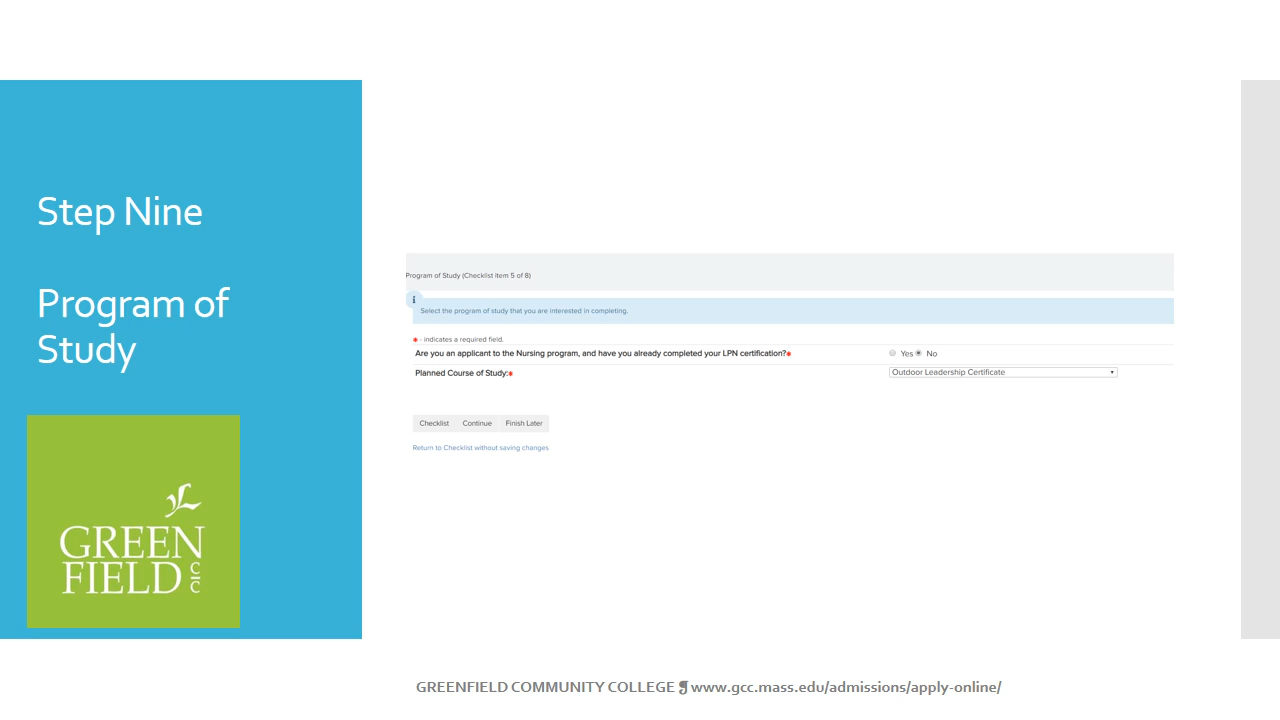 Step Nine
Program of
Study
GREEN
FIELD CC
Program of Study (Checklist item 5 of 8)
Select the program of study that you are interested in completing.
* - indicates a required field.
Are you an applicant to the Nursing program, and have you already completed your LPN certification?* Yes No
Planned Course of Study:* Outdoor Leadership Certificate
Checklist Continue Finish Later
Return to Checklist without saving changes
GREENFIELD COMMUNITY COLLEGE ❡ www.gcc.mass.edu/admissions/apply-online/